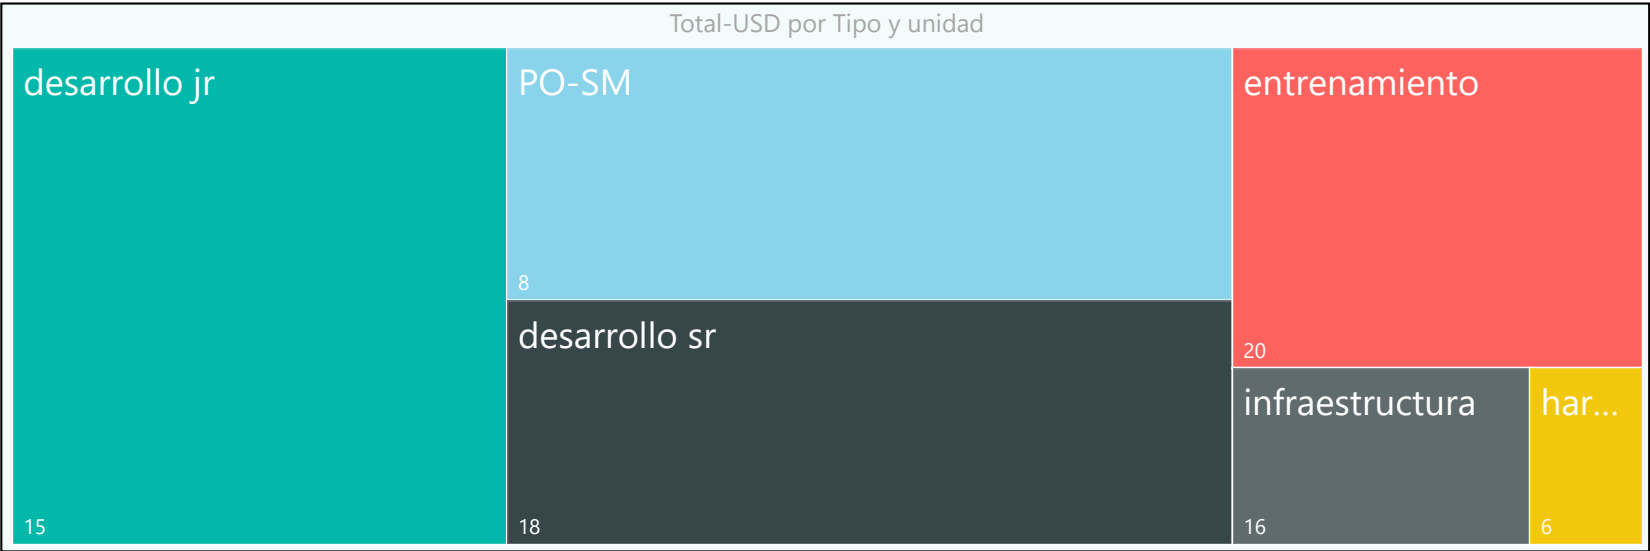 Total-USD por Tipo y unidad
desarrollo jr
15
PO-SM
8
desarrollo sr
18
entrenamiento
20
infraestructura
16
har...
6